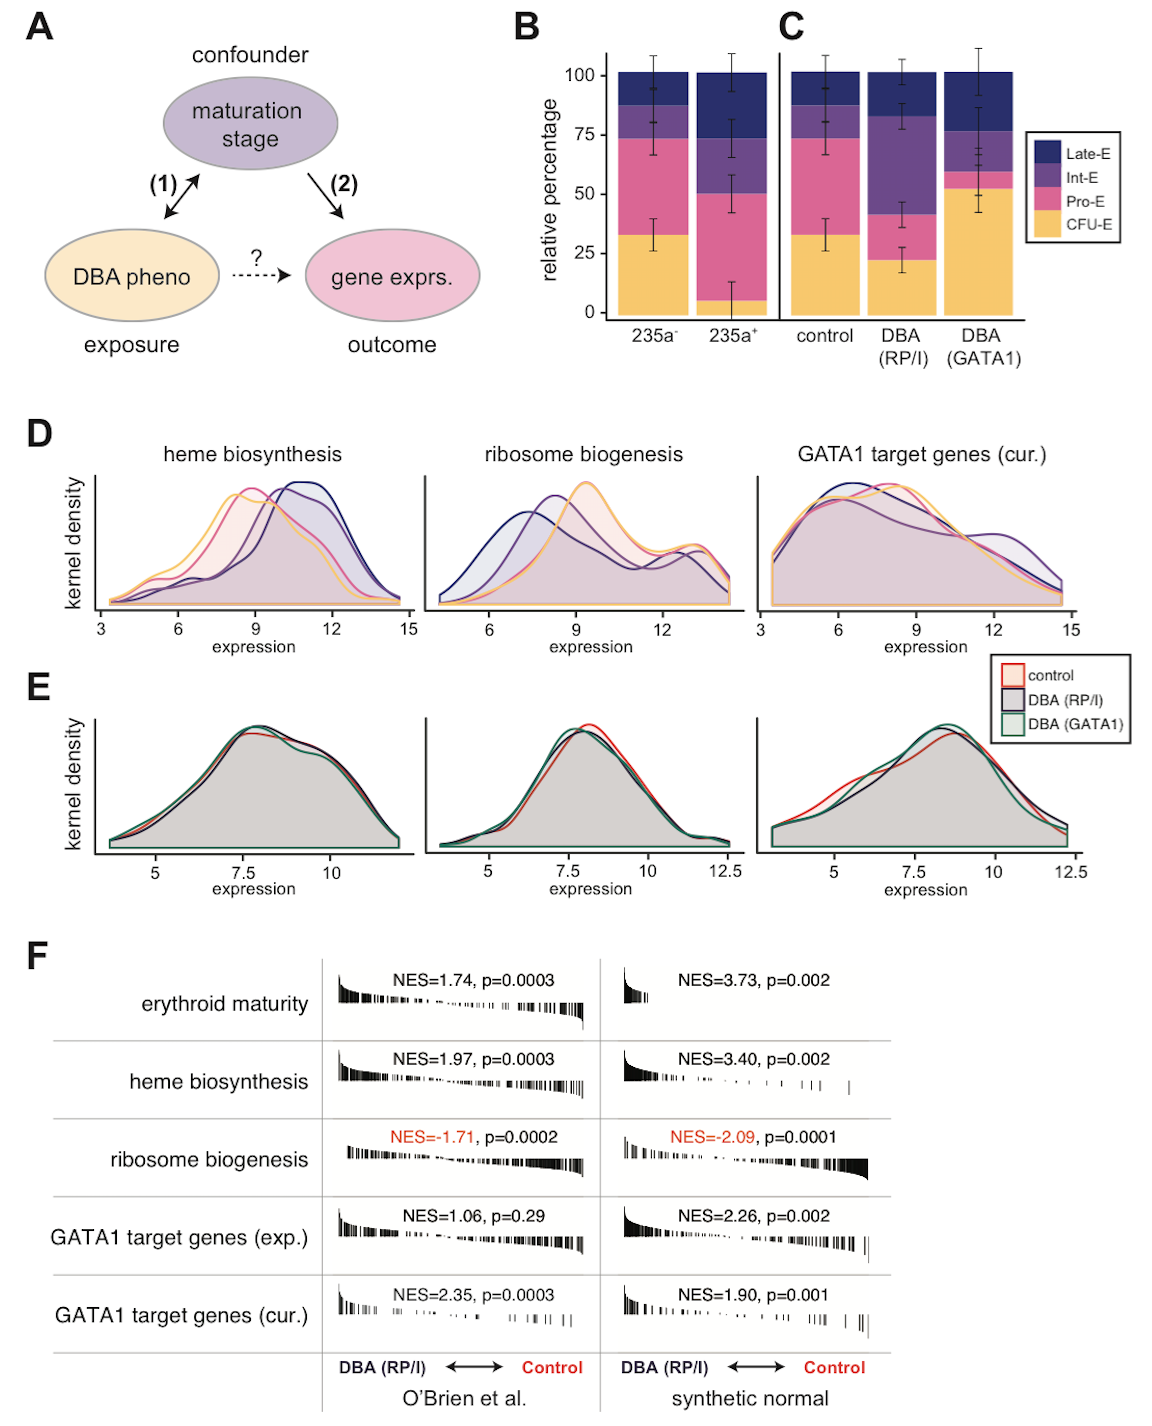 A
confounder
maturation
stage
(1)
(2)
DBA pheno
?
gene exprs.
exposure
outcome
B
C
relative percentage
100
75
50
25
0
235a-
235a+
control
DBA
(RP/I)
DBA
(GATA1)
Late-E
Int-E
Pro-E
CFU-E
D
heme biosynthesis
ribosome biogenesis
GATA1 target genes (cur.)
kernel density
3 6 9 12 15
expression
6 9 12
expression
3 6 9 12 15
expression
E
control
DBA (RP/I)
DBA (GATA1)
kernel density
5 7.5 10
expression
5 7.5 10 12.5
expression
5 7.5 10 12.5
expression
F
erythroid maturity
NES=1.74, p=0.0003
NES=3.73, p=0.002
heme biosynthesis
NES=1.97, p=0.0003
NES=3.40, p=0.002
ribosome biogenesis
NES=-1.71, p=0.0002
NES=-2.09, p=0.0001
GATA1 target genes (exp.)
NES=1.06, p=0.29
NES=2.26, p=0.002
GATA1 target genes (cur.)
NES=2.35, p=0.0003
NES=1.90, p=0.001
DBA (RP/I) Control
DBA (RP/I) Control
O'Brien et al.
synthetic normal